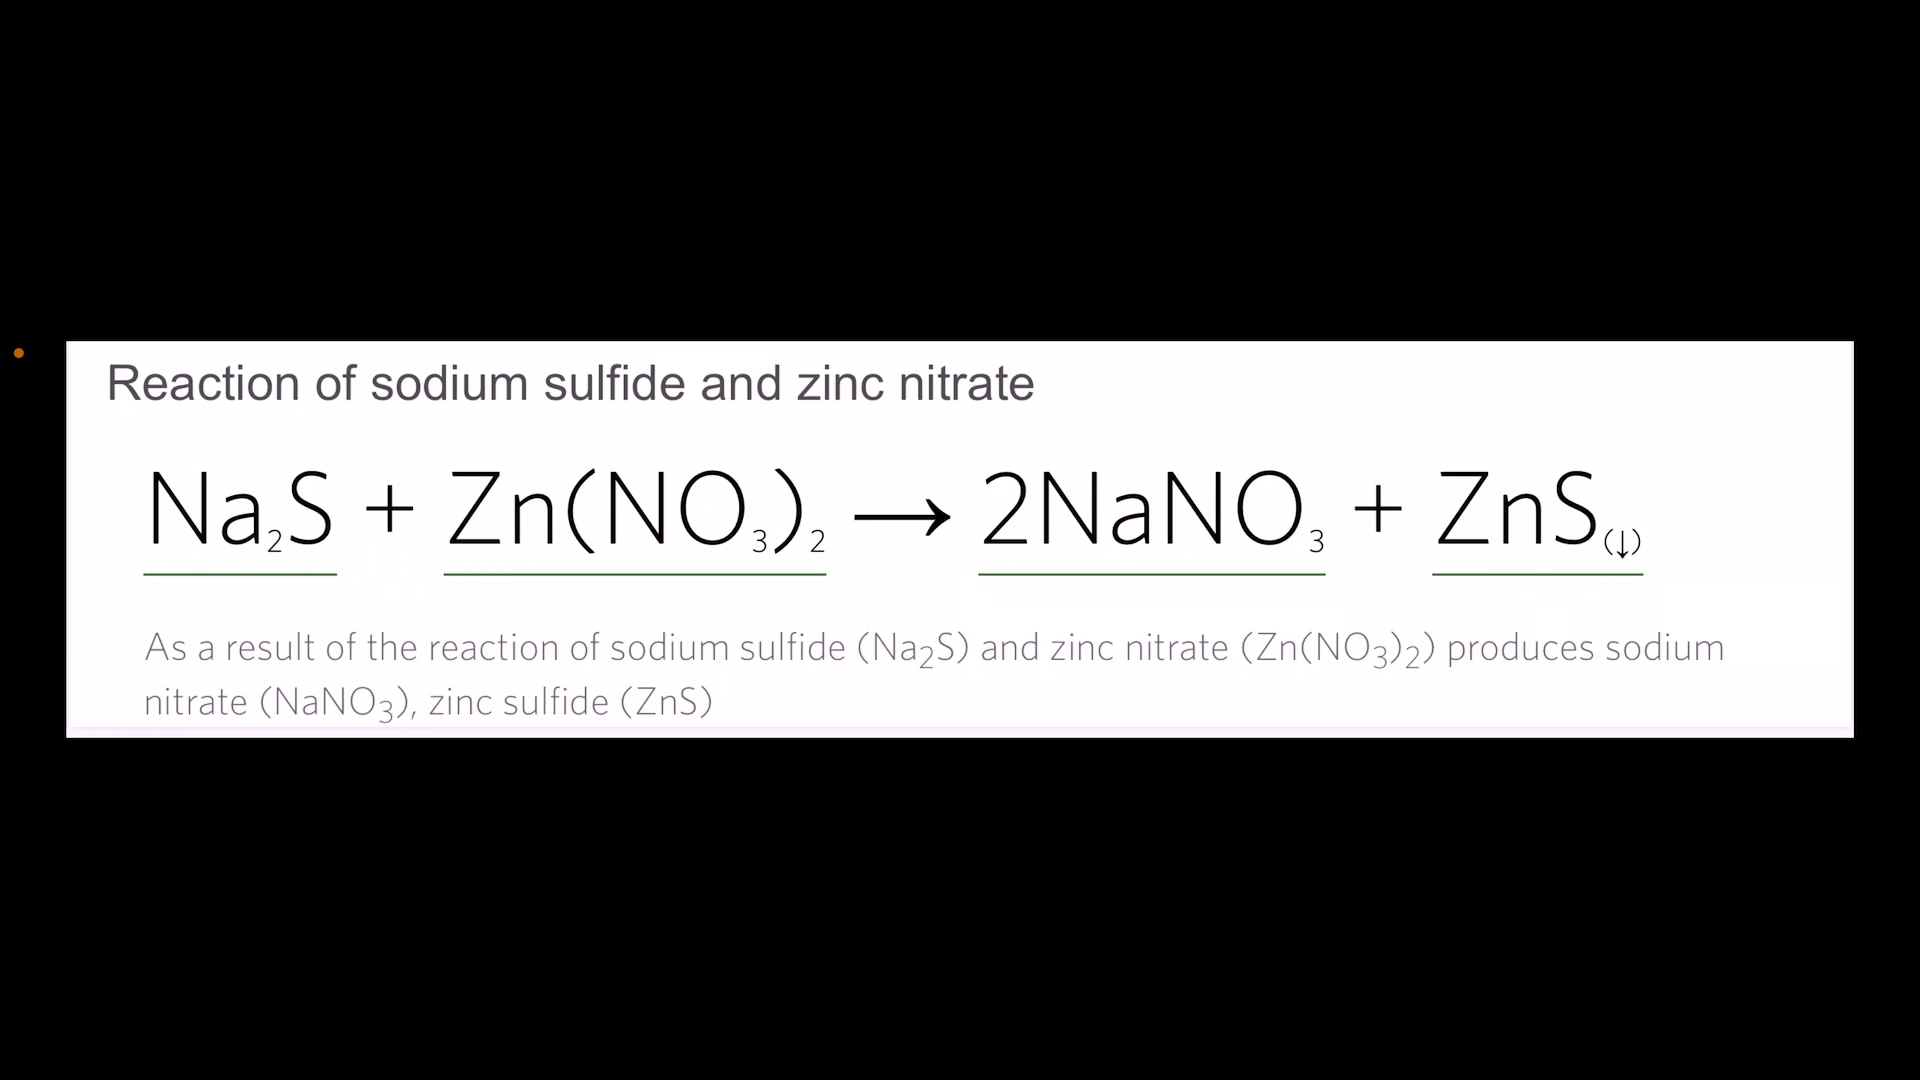 Reaction of sodium sulfide and zinc nitrate
Na₂S + Zn(NO₃)₂ → 2NaNO₃ + ZnS₍↓₎
As a result of the reaction of sodium sulfide (Na₂S) and zinc nitrate (Zn(NO₃)₂) produces sodium
nitrate (NaNO₃), zinc sulfide (ZnS)